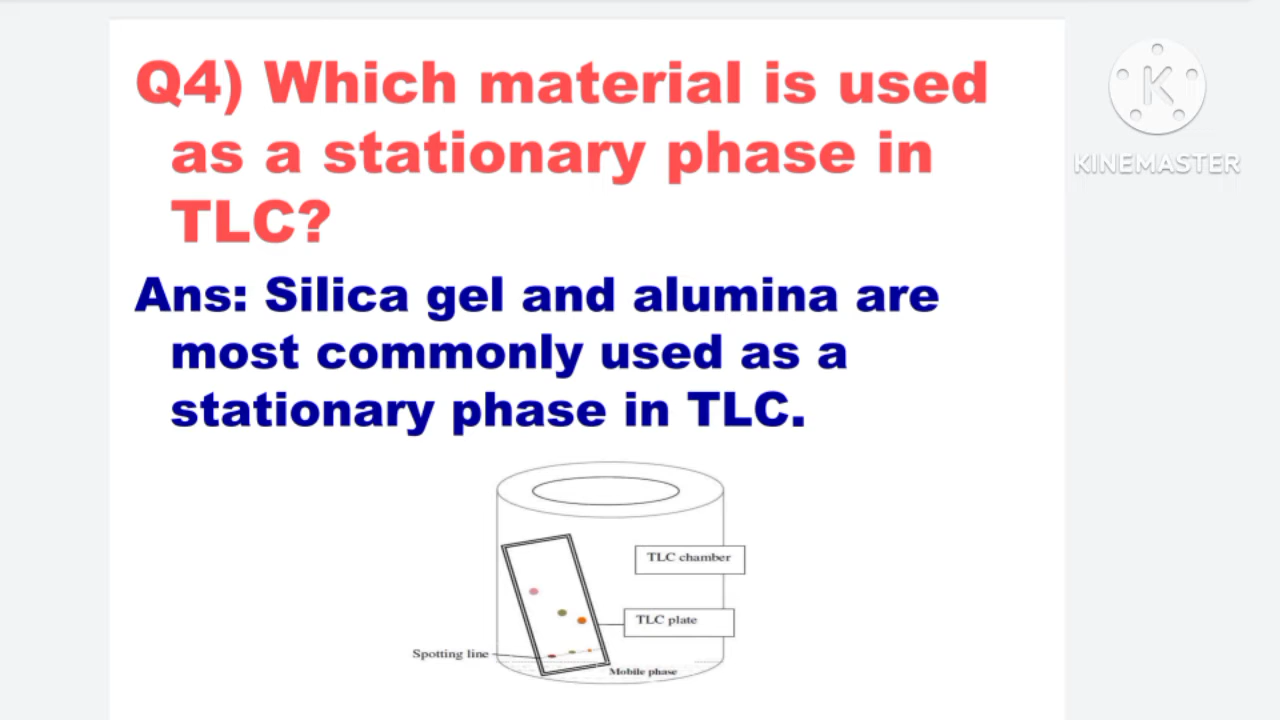 Q4) Which material is used
as a stationary phase in
TLC?
Ans: Silica gel and alumina are
most commonly used as a
stationary phase in TLC.
TLC chamber
TLC plate
Spotting line
Mobile phase
K
KINEMASTER